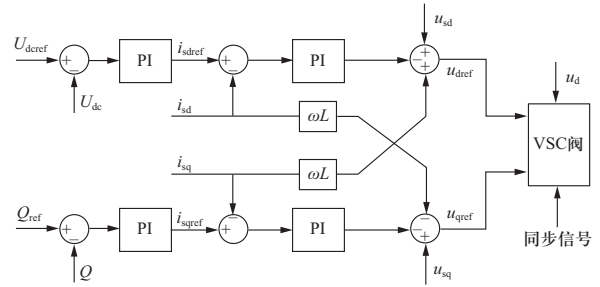 u_sd
U_dcref
+
−
PI
i_sdref
+
−
PI
−
+
+
u_dref
U_dc
u_d
i_sd
ωL
VSC阀
i_sq
ωL
Q_ref
+
−
PI
i_sqref
−
+
PI
−
−
+
u_qref
同步信号
Q
u_sq